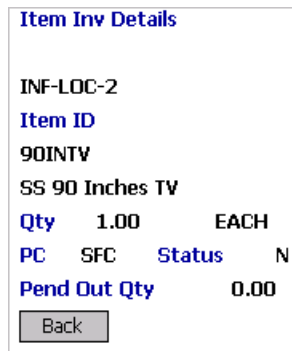 Item Inv Details
INF-LOC-2
Item ID
90INTV
SS 90 Inches TV
Qty 1.00 EACH
PC SFC Status N
Pend Out Qty 0.00
Back